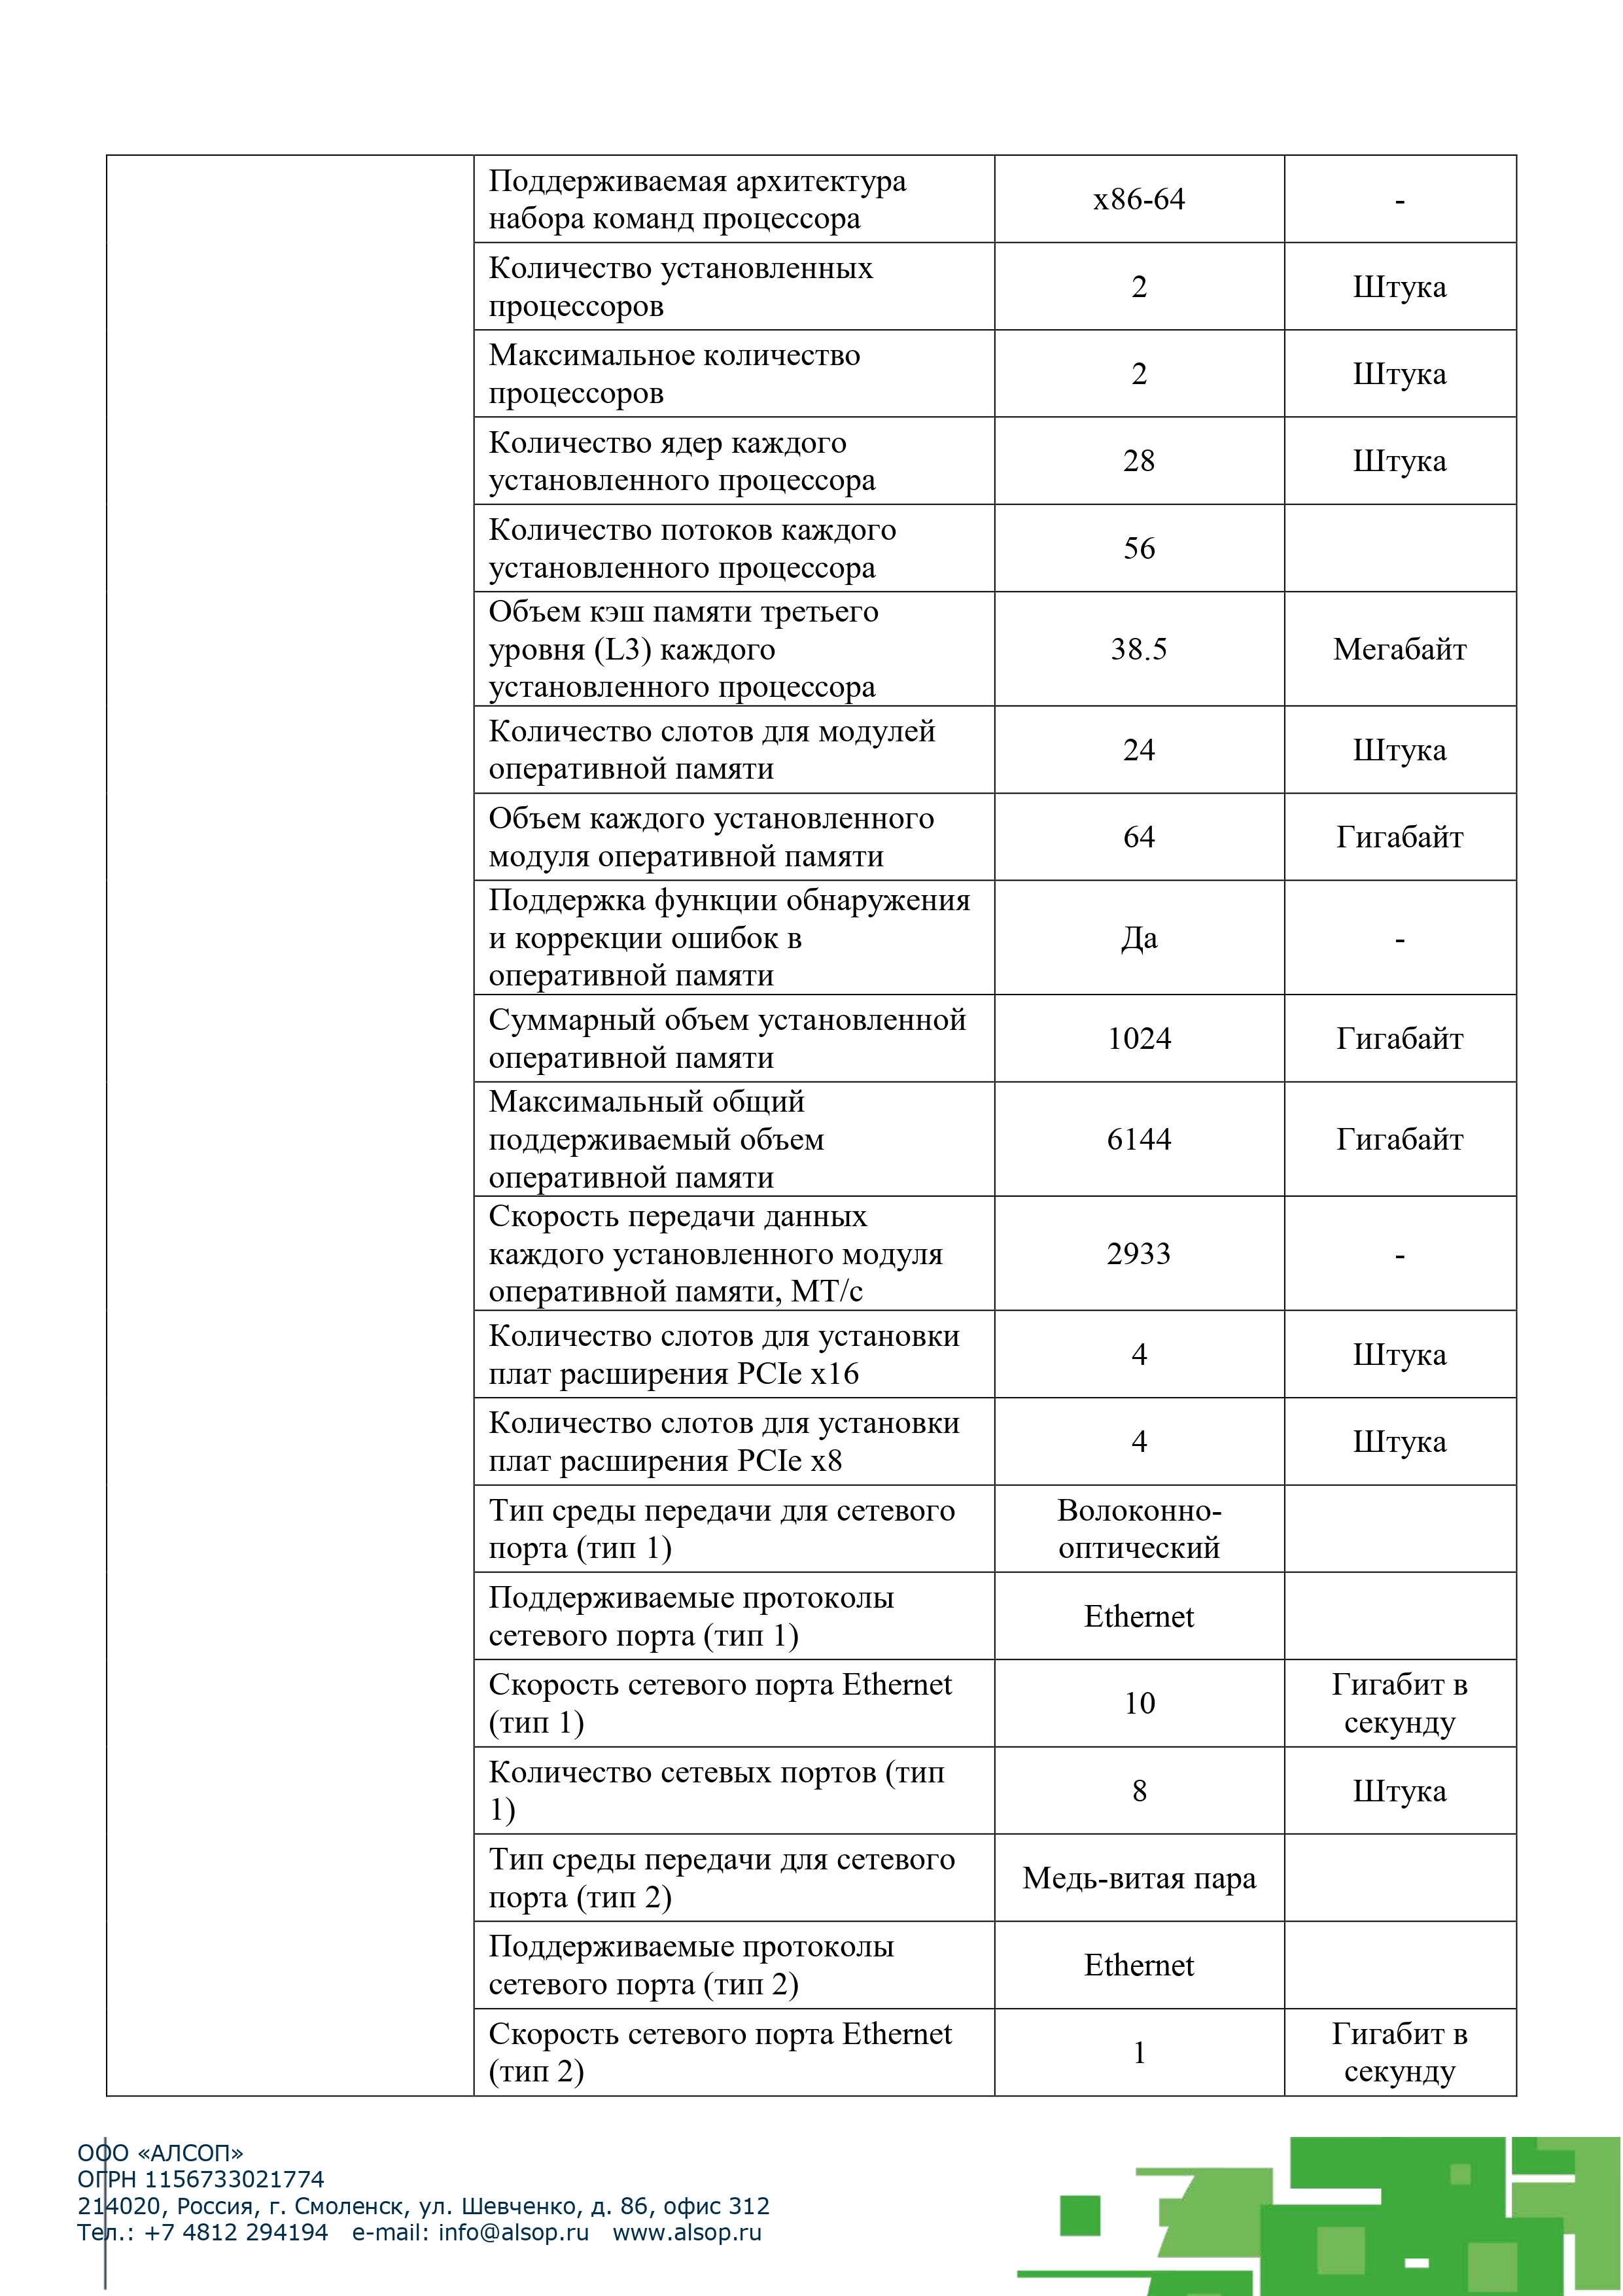 Поддерживаемая архитектура
набора команд процессора
x86-64
-
Количество установленных
процессоров
2
Штука
Максимальное количество
процессоров
2
Штука
Количество ядер каждого
установленного процессора
28
Штука
Количество потоков каждого
установленного процессора
56
Объем кэш памяти третьего
уровня (L3) каждого
установленного процессора
38.5
Мегабайт
Количество слотов для модулей
оперативной памяти
24
Штука
Объем каждого установленного
модуля оперативной памяти
64
Гигабайт
Поддержка функции обнаружения
и коррекции ошибок в
оперативной памяти
Да
-
Суммарный объем установленной
оперативной памяти
1024
Гигабайт
Максимальный общий
поддерживаемый объем
оперативной памяти
6144
Гигабайт
Скорость передачи данных
каждого установленного модуля
оперативной памяти, МТ/с
2933
-
Количество слотов для установки
плат расширения PCIe x16
4
Штука
Количество слотов для установки
плат расширения PCIe x8
4
Штука
Тип среды передачи для сетевого
порта (тип 1)
Волоконно-
оптический
Поддерживаемые протоколы
сетевого порта (тип 1)
Ethernet
Скорость сетевого порта Ethernet
(тип 1)
10
Гигабит в
секунду
Количество сетевых портов (тип
1)
8
Штука
Тип среды передачи для сетевого
порта (тип 2)
Медь-витая пара
Поддерживаемые протоколы
сетевого порта (тип 2)
Ethernet
Скорость сетевого порта Ethernet
(тип 2)
1
Гигабит в
секунду
ООО «АЛСОП»
ОГРН 1156733021774
214020, Россия, г. Смоленск, ул. Шевченко, д. 86, офис 312
Тел.: +7 4812 294194 e-mail: info@alsop.ru www.alsop.ru